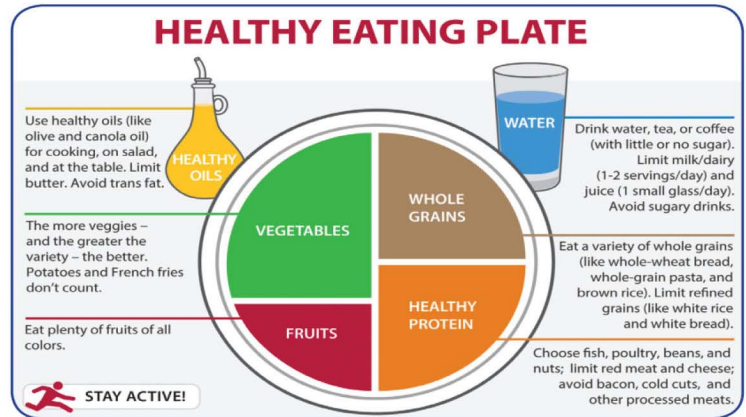 HEALTHY EATING PLATE
Use healthy oils (like
olive and canola oil)
for cooking, on salad,
and at the table. Limit
butter. Avoid trans fat.
HEALTHY
OILS
The more veggies –
and the greater the
variety – the better.
Potatoes and French fries
don't count.
Eat plenty of fruits of all
colors.
STAY ACTIVE!
VEGETABLES
FRUITS
WHOLE
GRAINS
HEALTHY
PROTEIN
WATER
Drink water, tea, or coffee
(with little or no sugar).
Limit milk/dairy
(1-2 servings/day) and
juice (1 small glass/day).
Avoid sugary drinks.
Eat a variety of whole grains
(like whole-wheat bread,
whole-grain pasta, and
brown rice). Limit refined
grains (like white rice
and white bread).
Choose fish, poultry, beans, and
nuts; limit red meat and cheese;
avoid bacon, cold cuts, and
other processed meats.